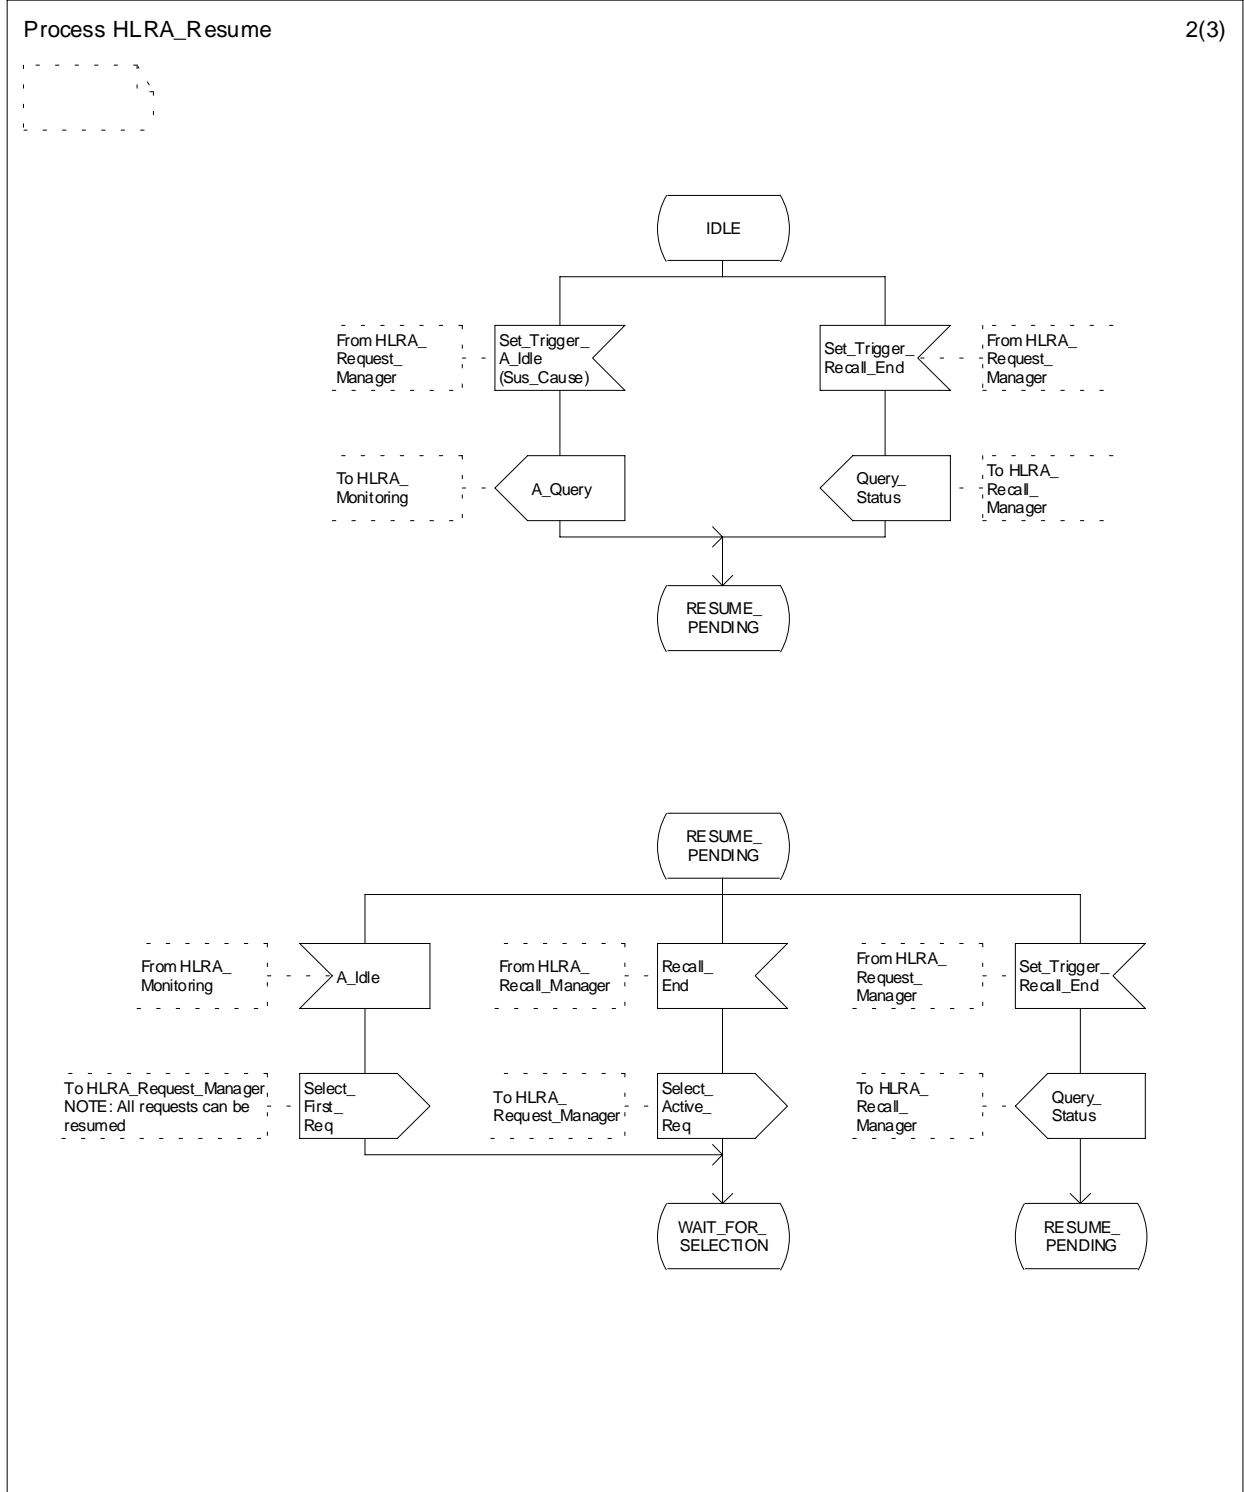 Process HLRA_Resume
2(3)
IDLE
From HLRA_
Request_
Manager
Set_Trigger_
A_Idle
(Sus_Cause)
Set_Trigger_
Recall_End
From HLRA_
Request_
Manager
To HLRA_
Monitoring
A_Query
Query_
Status
To HLRA_
Recall_
Manager
RESUME_
PENDING
RESUME_
PENDING
From HLRA_
Monitoring
A_Idle
From HLRA_
Recall_Manager
Recall_
End
From HLRA_
Request_
Manager
Set_Trigger_
Recall_End
To HLRA_Request_Manager
NOTE: All requests can be
resumed
Select_
First_
Req
To HLRA_
Request_Manager
Select_
Active_
Req
To HLRA_
Recall_
Manager
Query_
Status
WAIT_FOR_
SELECTION
RESUME_
PENDING